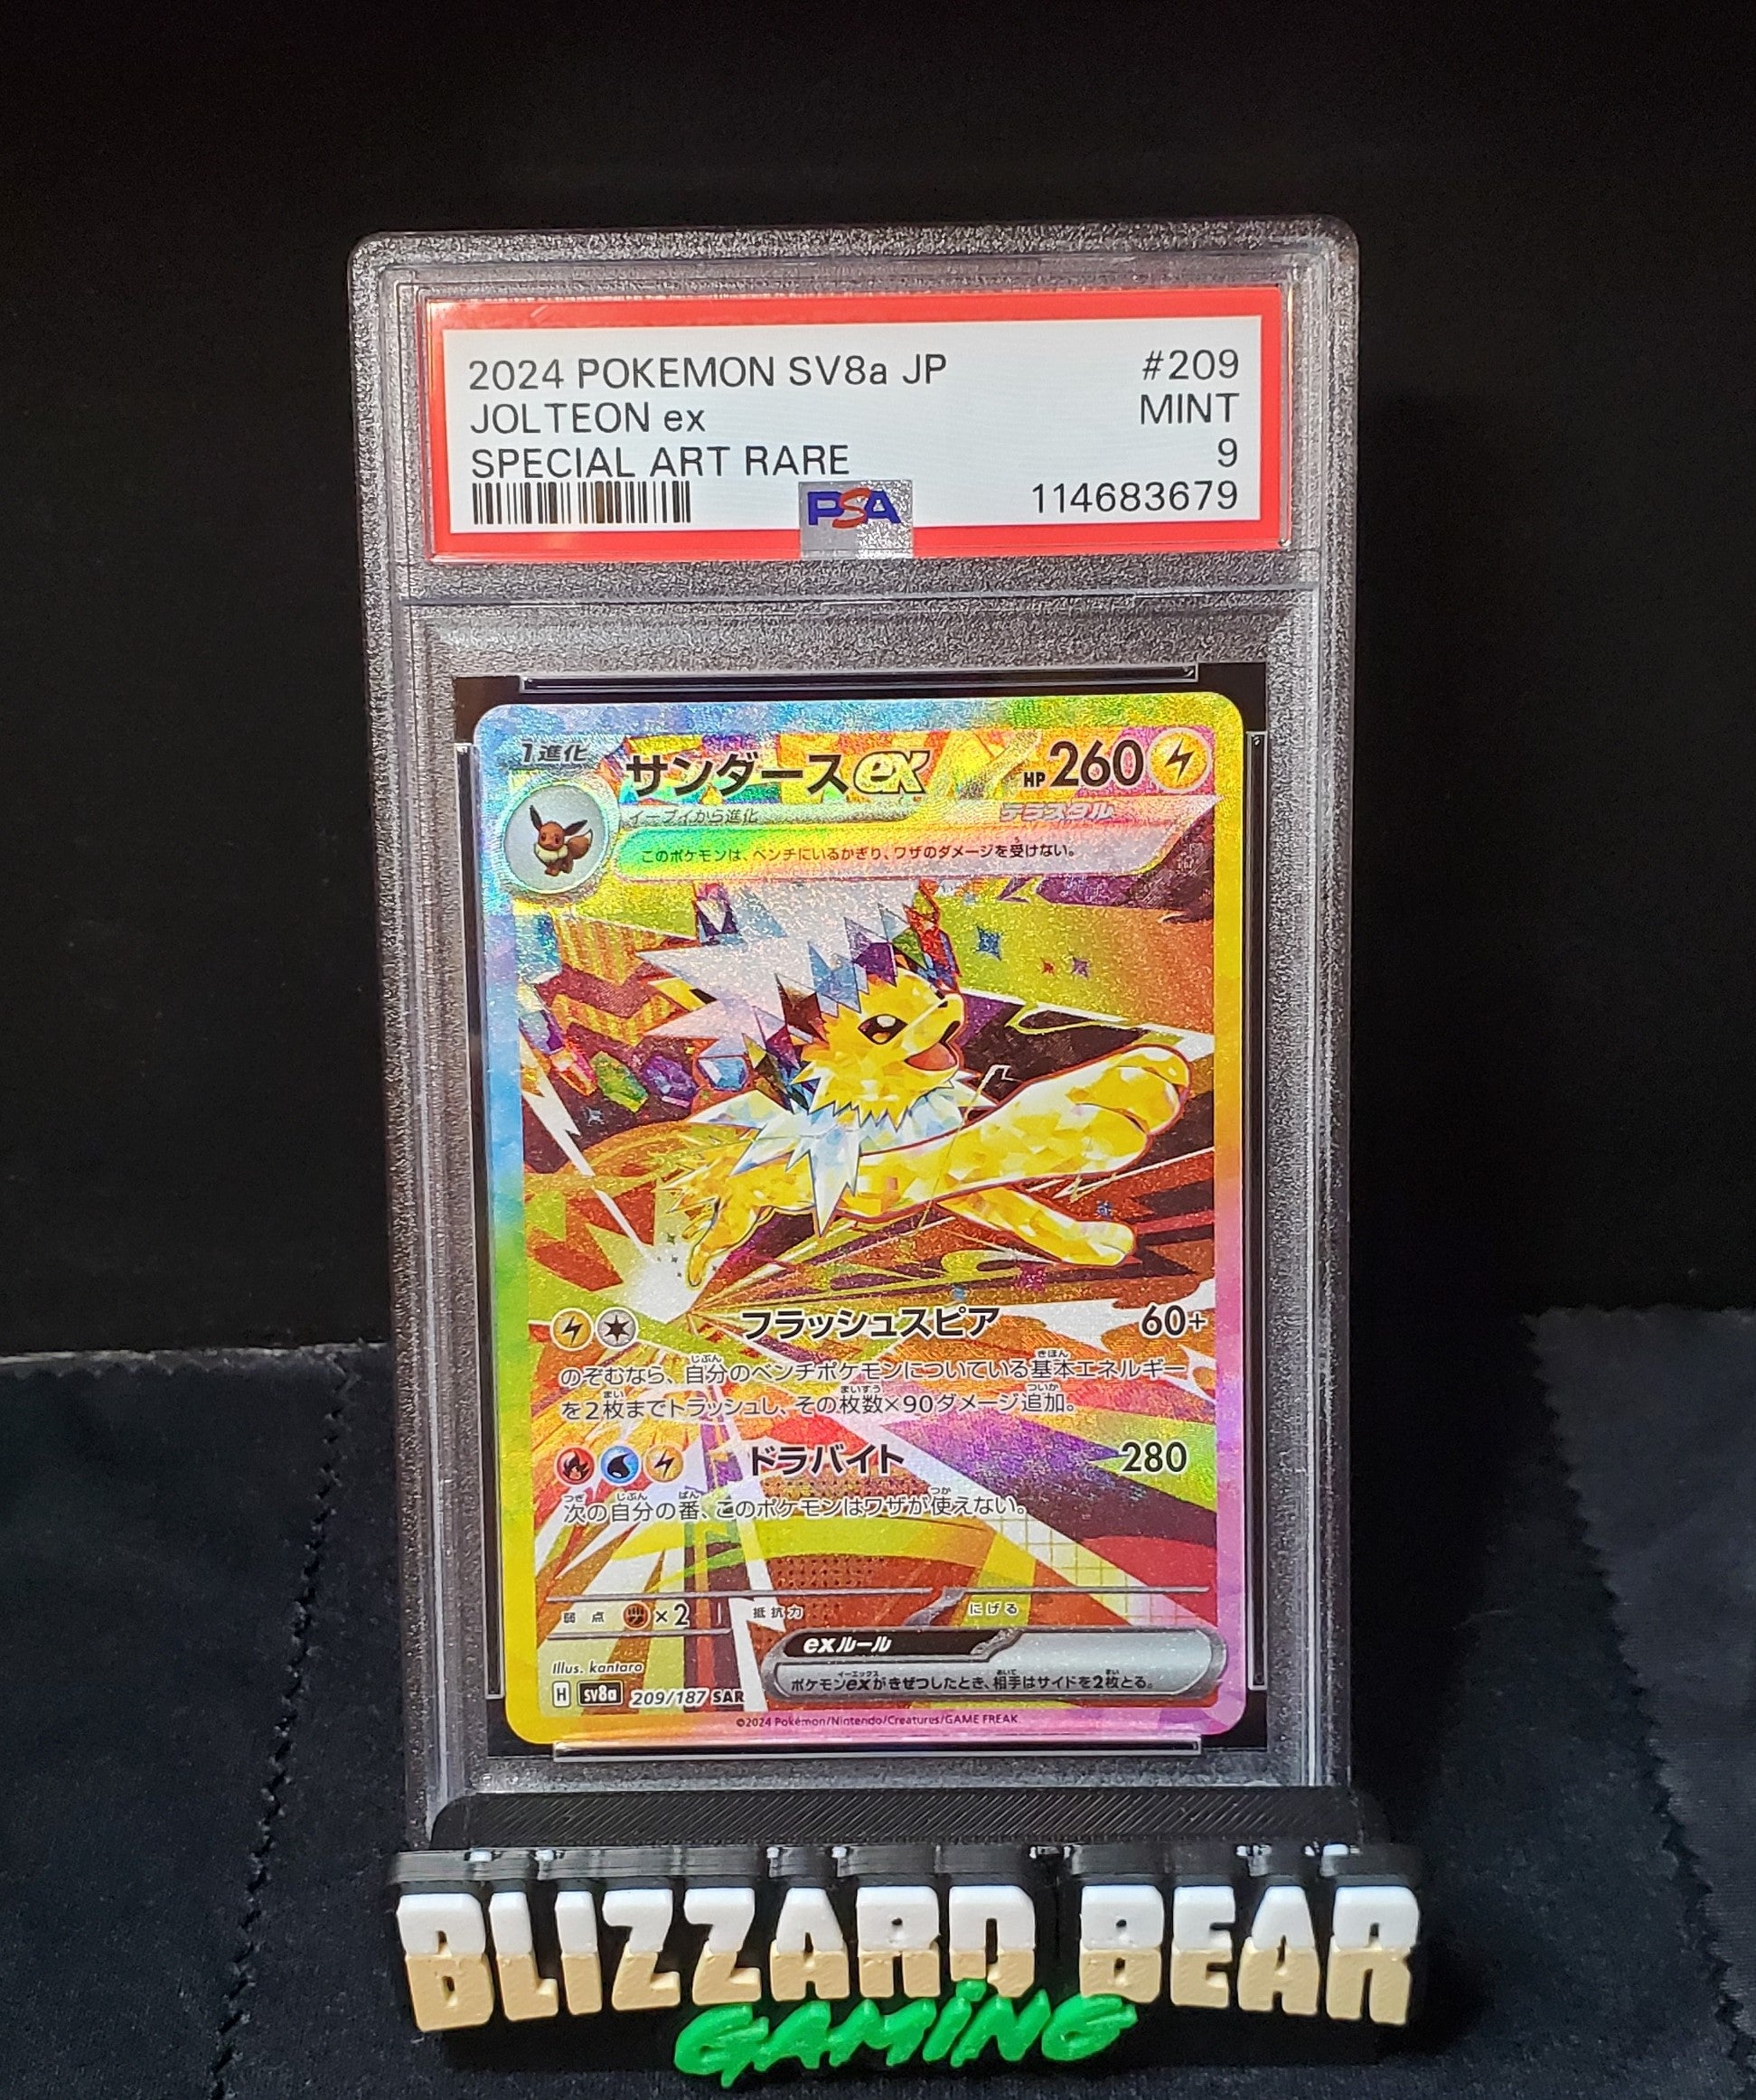 2024 POKEMON SV8a JP #209
JOLTEON ex MINT
SPECIAL ART RARE 9
PSA 114683679
1進化 サンダースex HP260
イーブイから進化 テラスタル
このポケモンは、ベンチにいるかぎり、ワザのダメージを受けない。
フラッシュスピア 60+
のぞむなら、自分のベンチポケモンについている基本エネルギー
を2枚までトラッシュし、その枚数×90ダメージ追加。
ドラバイト 280
次の自分の番、このポケモンはワザが使えない。
弱点 ×2 抵抗力 にげる
exルール
ポケモンexがきぜつしたとき、相手はサイドを2枚とる。
Illus. kantaro
H sv8a 209/187 SAR
©2024 Pokémon/Nintendo/Creatures/GAME FREAK
BLIZZARD BEAR
GAMING